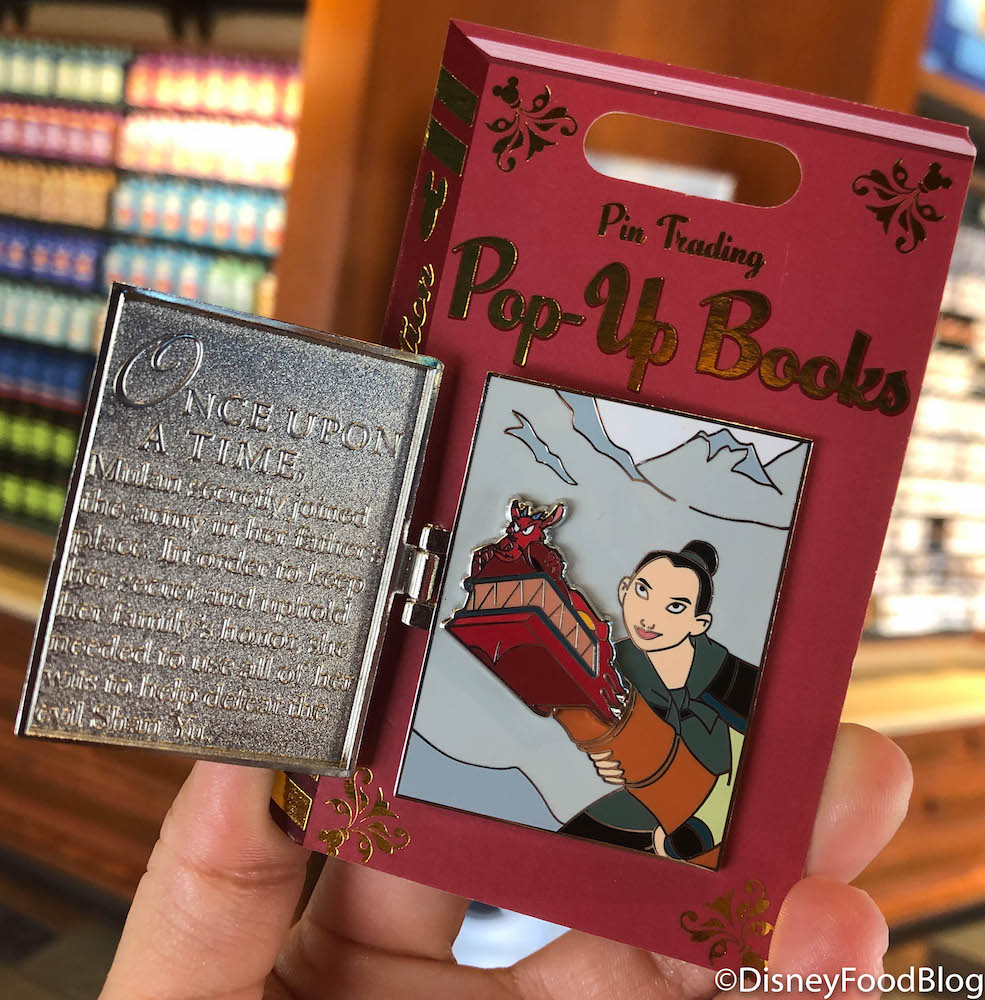 Pin Trading
Pop-Up Books
ONCE UPON
A TIME,
Mulan secretly joined
the army in her father's
place. In order to keep
her secret and uphold
her family's honor, she
needed to use all of her
wits to help defeat the
evil Shan Yu.
©DisneyFoodBlog